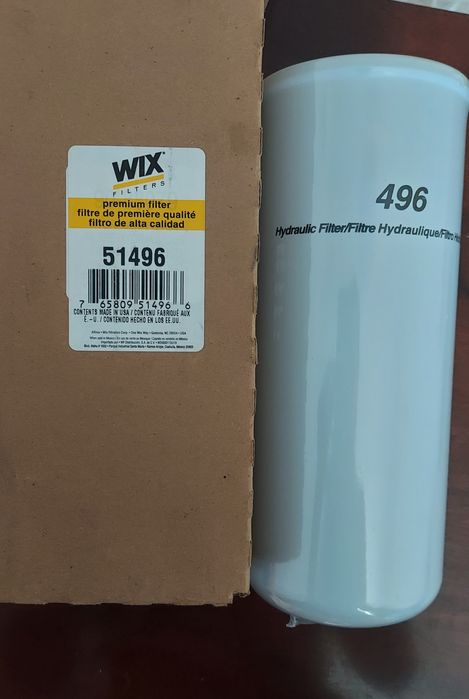 WIX
FILTERS
premium filter
filtre de première qualité
filtro de alta calidad
51496
7 65809 51496 6
CONTENTS MADE IN USA / CONTENU FABRIQUÉ AUX
É.-U. / CONTENIDO HECHO EN LOS EE.UU.
496
Hydraulic Filter/Filtre Hydraulique/Filtro